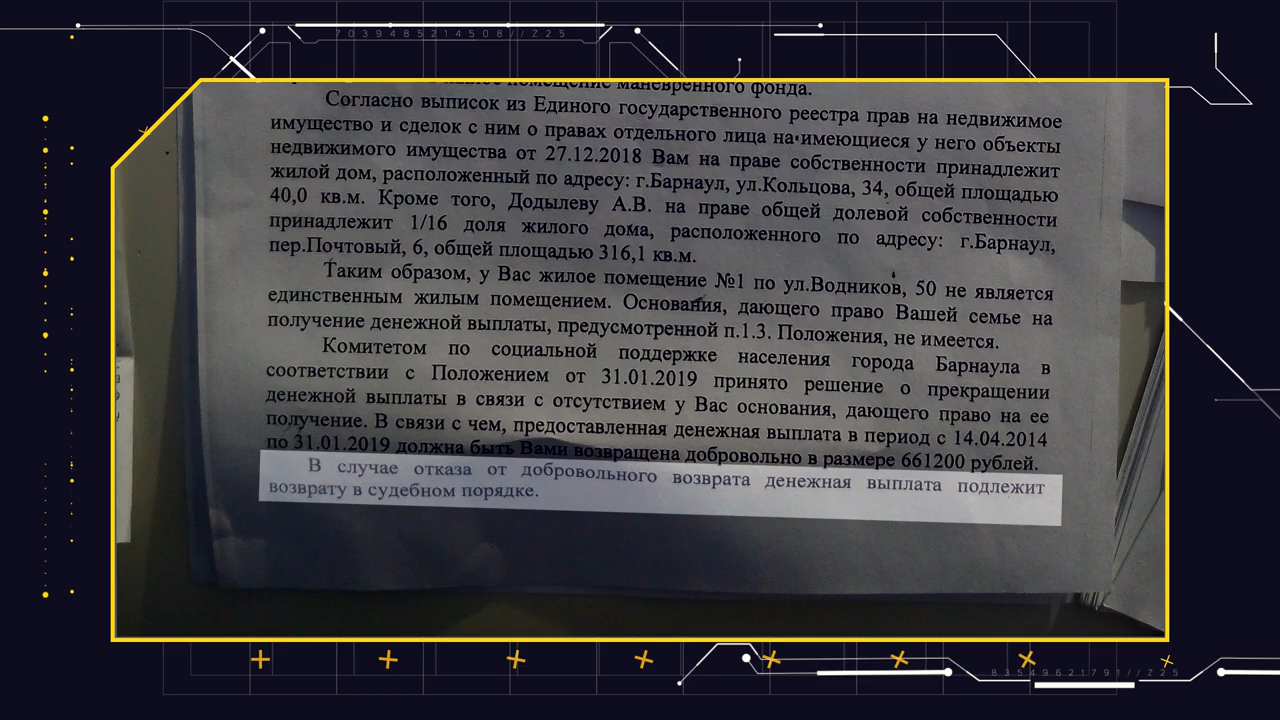 70394852145 08//Z25
помещение маневренного фонда.
Согласно выписок из Единого государственного реестра прав на недвижимое
имущество и сделок с ним о правах отдельного лица на имеющиеся у него объекты
недвижимого имущества от 27.12.2018 Вам на праве собственности принадлежит
жилой дом, расположенный по адресу: г.Барнаул, ул.Кольцова, 34, общей площадью
40,0 кв.м. Кроме того, Додылеву А.В. на праве общей долевой собственности
принадлежит 1/16 доля жилого дома, расположенного по адресу: г.Барнаул,
пер.Почтовый, 6, общей площадью 316,1 кв.м.
Таким образом, у Вас жилое помещение №1 по ул.Водников, 50 не является
единственным жилым помещением. Основания, дающего право Вашей семье на
получение денежной выплаты, предусмотренной п.1.3. Положения, не имеется.
Комитетом по социальной поддержке населения города Барнаула в
соответствии с Положением от 31.01.2019 принято решение о прекращении
денежной выплаты в связи с отсутствием у Вас основания, дающего право на ее
получение. В связи с чем, предоставленная денежная выплата в период с 14.04.2014
по 31.01.2019 должна быть Вами возвращена добровольно в размере 661200 рублей.
В случае отказа от добровольного возврата денежная выплата подлежит
возврату в судебном порядке.
83549621791//Z25